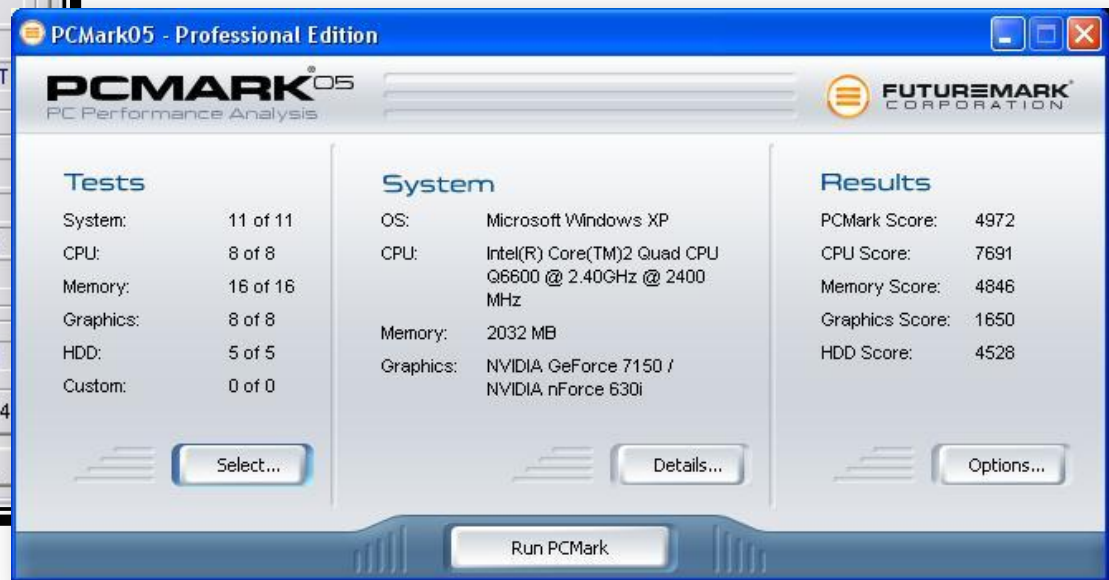 PCMark05 - Professional Edition
PCMARK®05
PC Performance Analysis
FUTUREMARK®
CORPORATION
Tests
System: 11 of 11
CPU: 8 of 8
Memory: 16 of 16
Graphics: 8 of 8
HDD: 5 of 5
Custom: 0 of 0
Select...
System
OS: Microsoft Windows XP
CPU: Intel(R) Core(TM)2 Quad CPU
Q6600 @ 2.40GHz @ 2400
MHz
Memory: 2032 MB
Graphics: NVIDIA GeForce 7150 /
NVIDIA nForce 630i
Details...
Results
PCMark Score: 4972
CPU Score: 7691
Memory Score: 4846
Graphics Score: 1650
HDD Score: 4528
Options...
Run PCMark
T
4